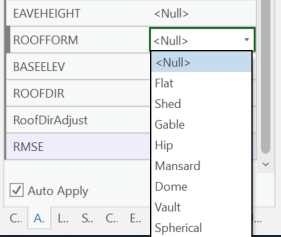 EAVEHEIGHT <Null>
ROOFFORM <Null>
BASEELEV <Null>
ROOFDIR Flat
RoofDirAdjust Shed
RMSE Gable
Hip
Mansard
Auto Apply Dome
Vault
C.. A. L.. S.. C.. E.. ...
Spherical